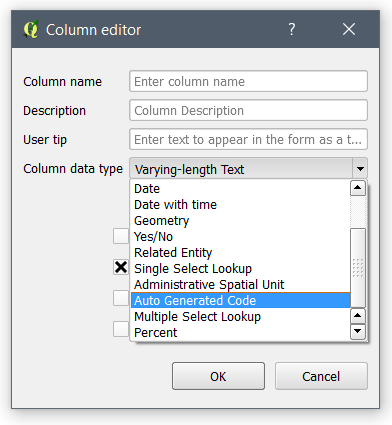 Column editor
?
Column name
Enter column name
Description
Column Description
User tip
Enter text to appear in the form as a t...
Column data type
Varying-length Text
Date
Date with time
Geometry
Yes/No
Related Entity
Single Select Lookup
Administrative Spatial Unit
Auto Generated Code
Multiple Select Lookup
Percent
OK
Cancel